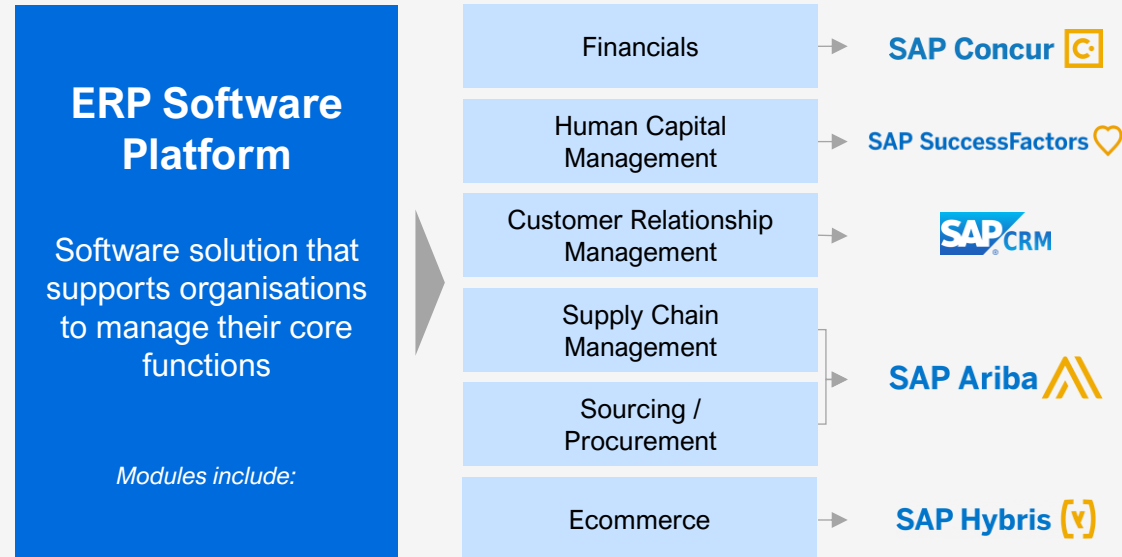 ERP Software
Platform
Software solution that
supports organisations
to manage their core
functions
Modules include:
Financials
SAP Concur
Human Capital
Management
SAP SuccessFactors
Customer Relationship
Management
SAP CRM
Supply Chain
Management
Sourcing /
Procurement
SAP Ariba
Ecommerce
SAP Hybris